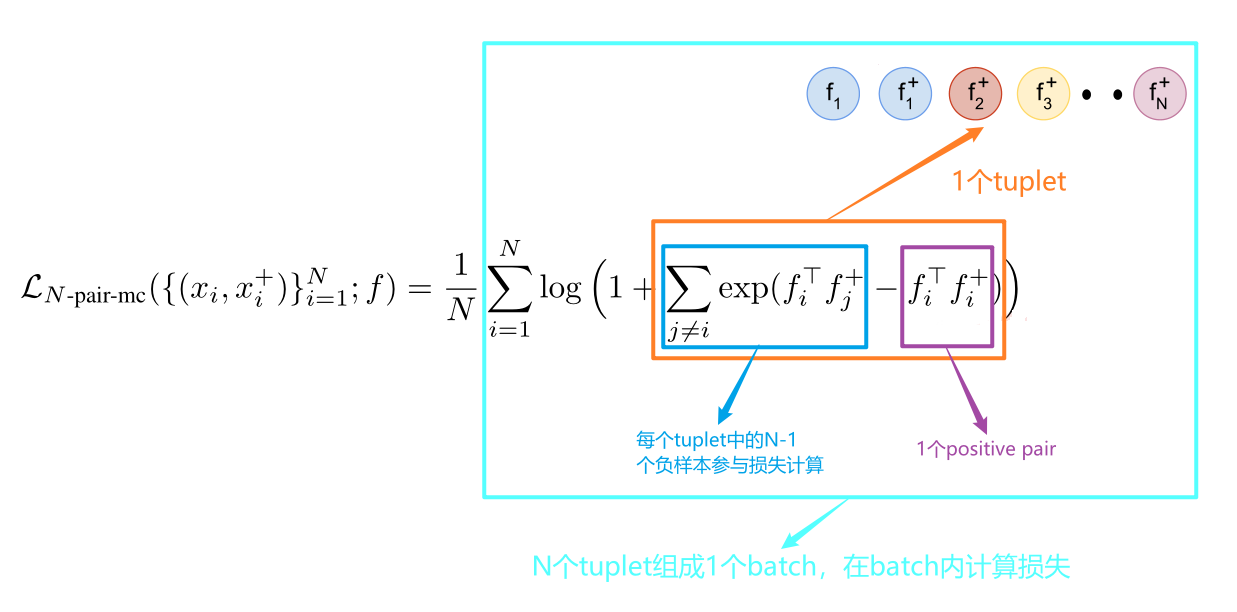 f₁ f₁⁺ f₂⁺ f₃⁺ • • f_N⁺
1个tuplet
\mathcal{L}_{N\text{-pair-mc}}(\{(x_i, x_i^+)\}_{i=1}^N; f) = \frac{1}{N} \sum_{i=1}^{N} \log \left( 1 + \sum_{j \neq i} \exp(f_i^\top f_j^+ - f_i^\top f_i^+) \right)
每个tuplet中的N-1
个负样本参与损失计算
1个positive pair
N个tuplet组成1个batch，在batch内计算损失